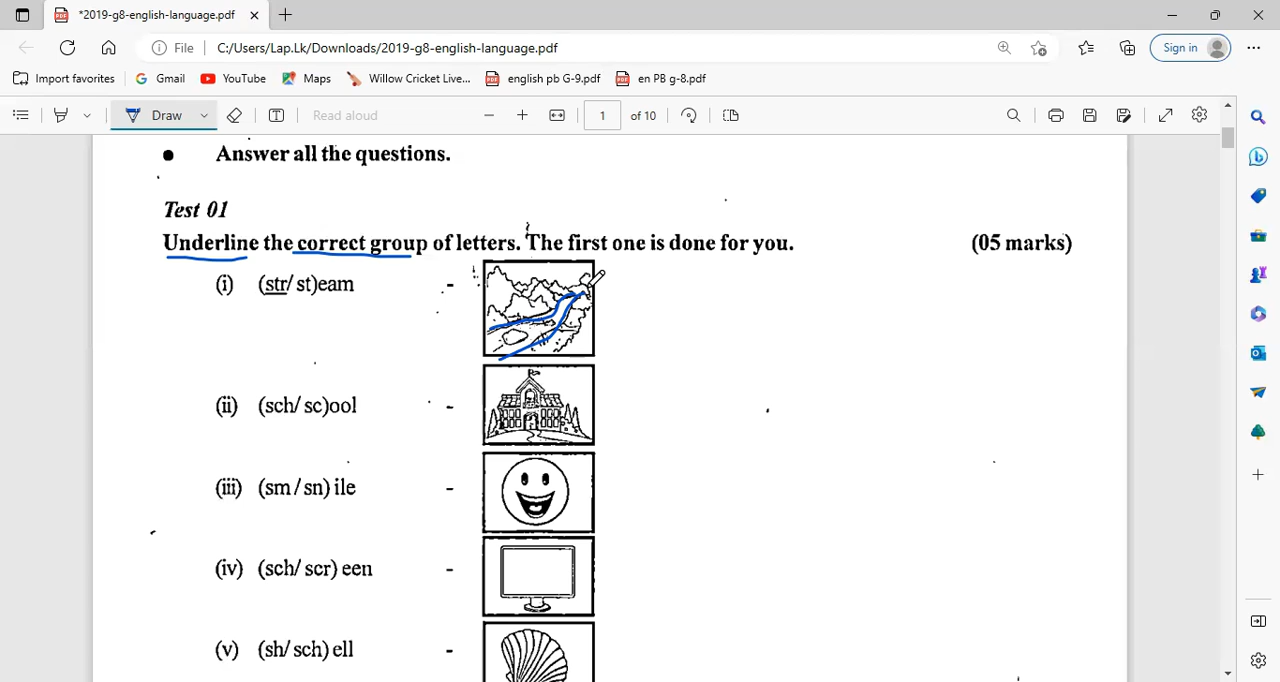 *2019-g8-english-language.pdf
File C:/Users/Lap.Lk/Downloads/2019-g8-english-language.pdf
Sign in
Import favorites Gmail YouTube Maps Willow Cricket Live... english pb G-9.pdf en PB g-8.pdf
Draw Read aloud 1 of 10
• Answer all the questions.
Test 01
Underline the correct group of letters. The first one is done for you. (05 marks)
(i) (str/ st)eam -
(ii) (sch/ sc)ool -
(iii) (sm / sn) ile -
(iv) (sch/ scr) een -
(v) (sh/ sch) ell -